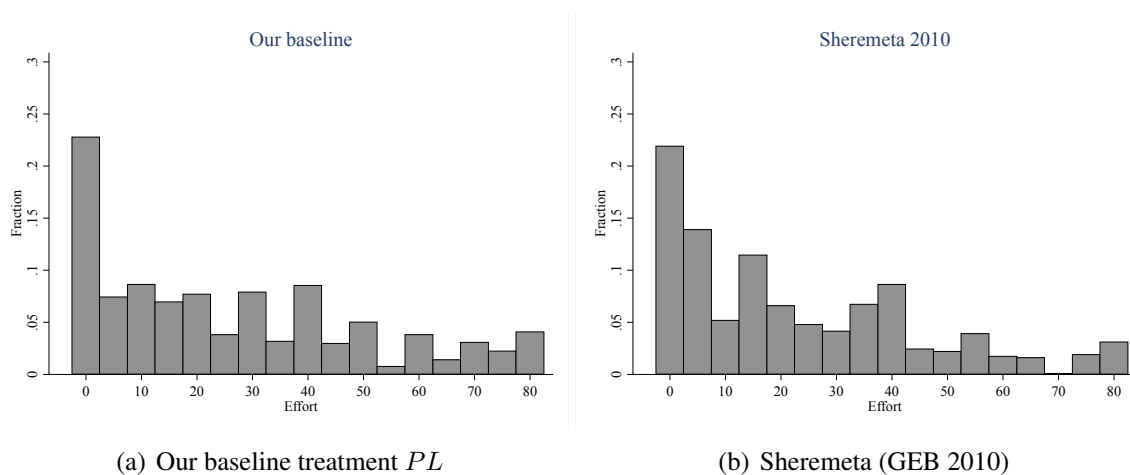 Our baseline
Fraction
0 .05 .1 .15 .2 .25 .3
0 10 20 30 40 50 60 70 80
Effort
(a) Our baseline treatment PL
Sheremeta 2010
Fraction
0 .05 .1 .15 .2 .25 .3
0 10 20 30 40 50 60 70 80
Effort
(b) Sheremeta (GEB 2010)